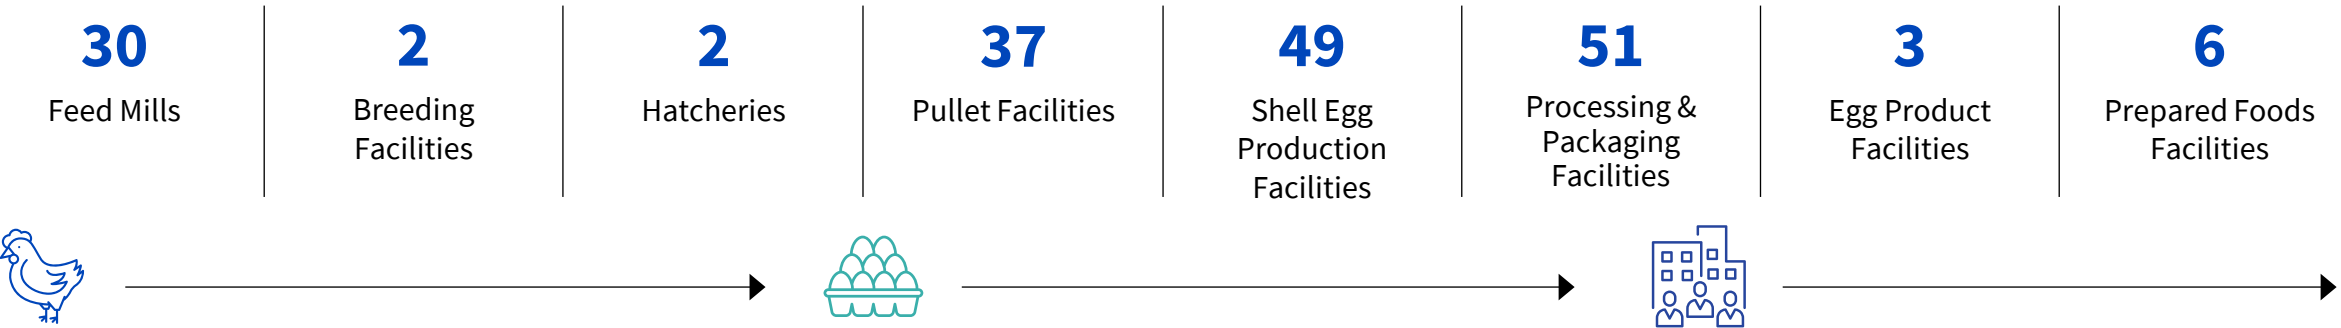 30
Feed Mills
2
Breeding
Facilities
2
Hatcheries
37
Pullet Facilities
49
Shell Egg
Production
Facilities
51
Processing &
Packaging
Facilities
3
Egg Product
Facilities
6
Prepared Foods
Facilities